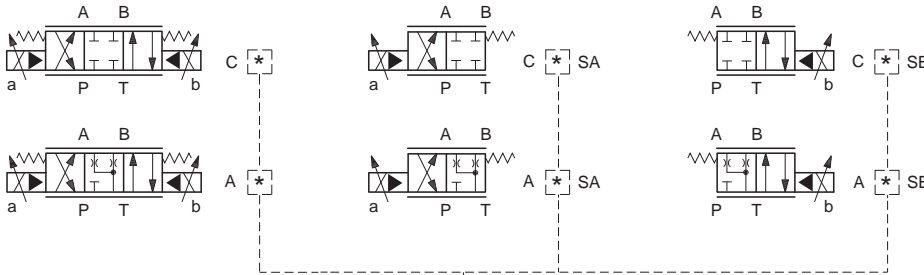 A B A B A B
C * C * SA C * SB
a b a b
P T P T P T
A B A B A B
A * A * SA A * SB
a b a b
P T P T P T